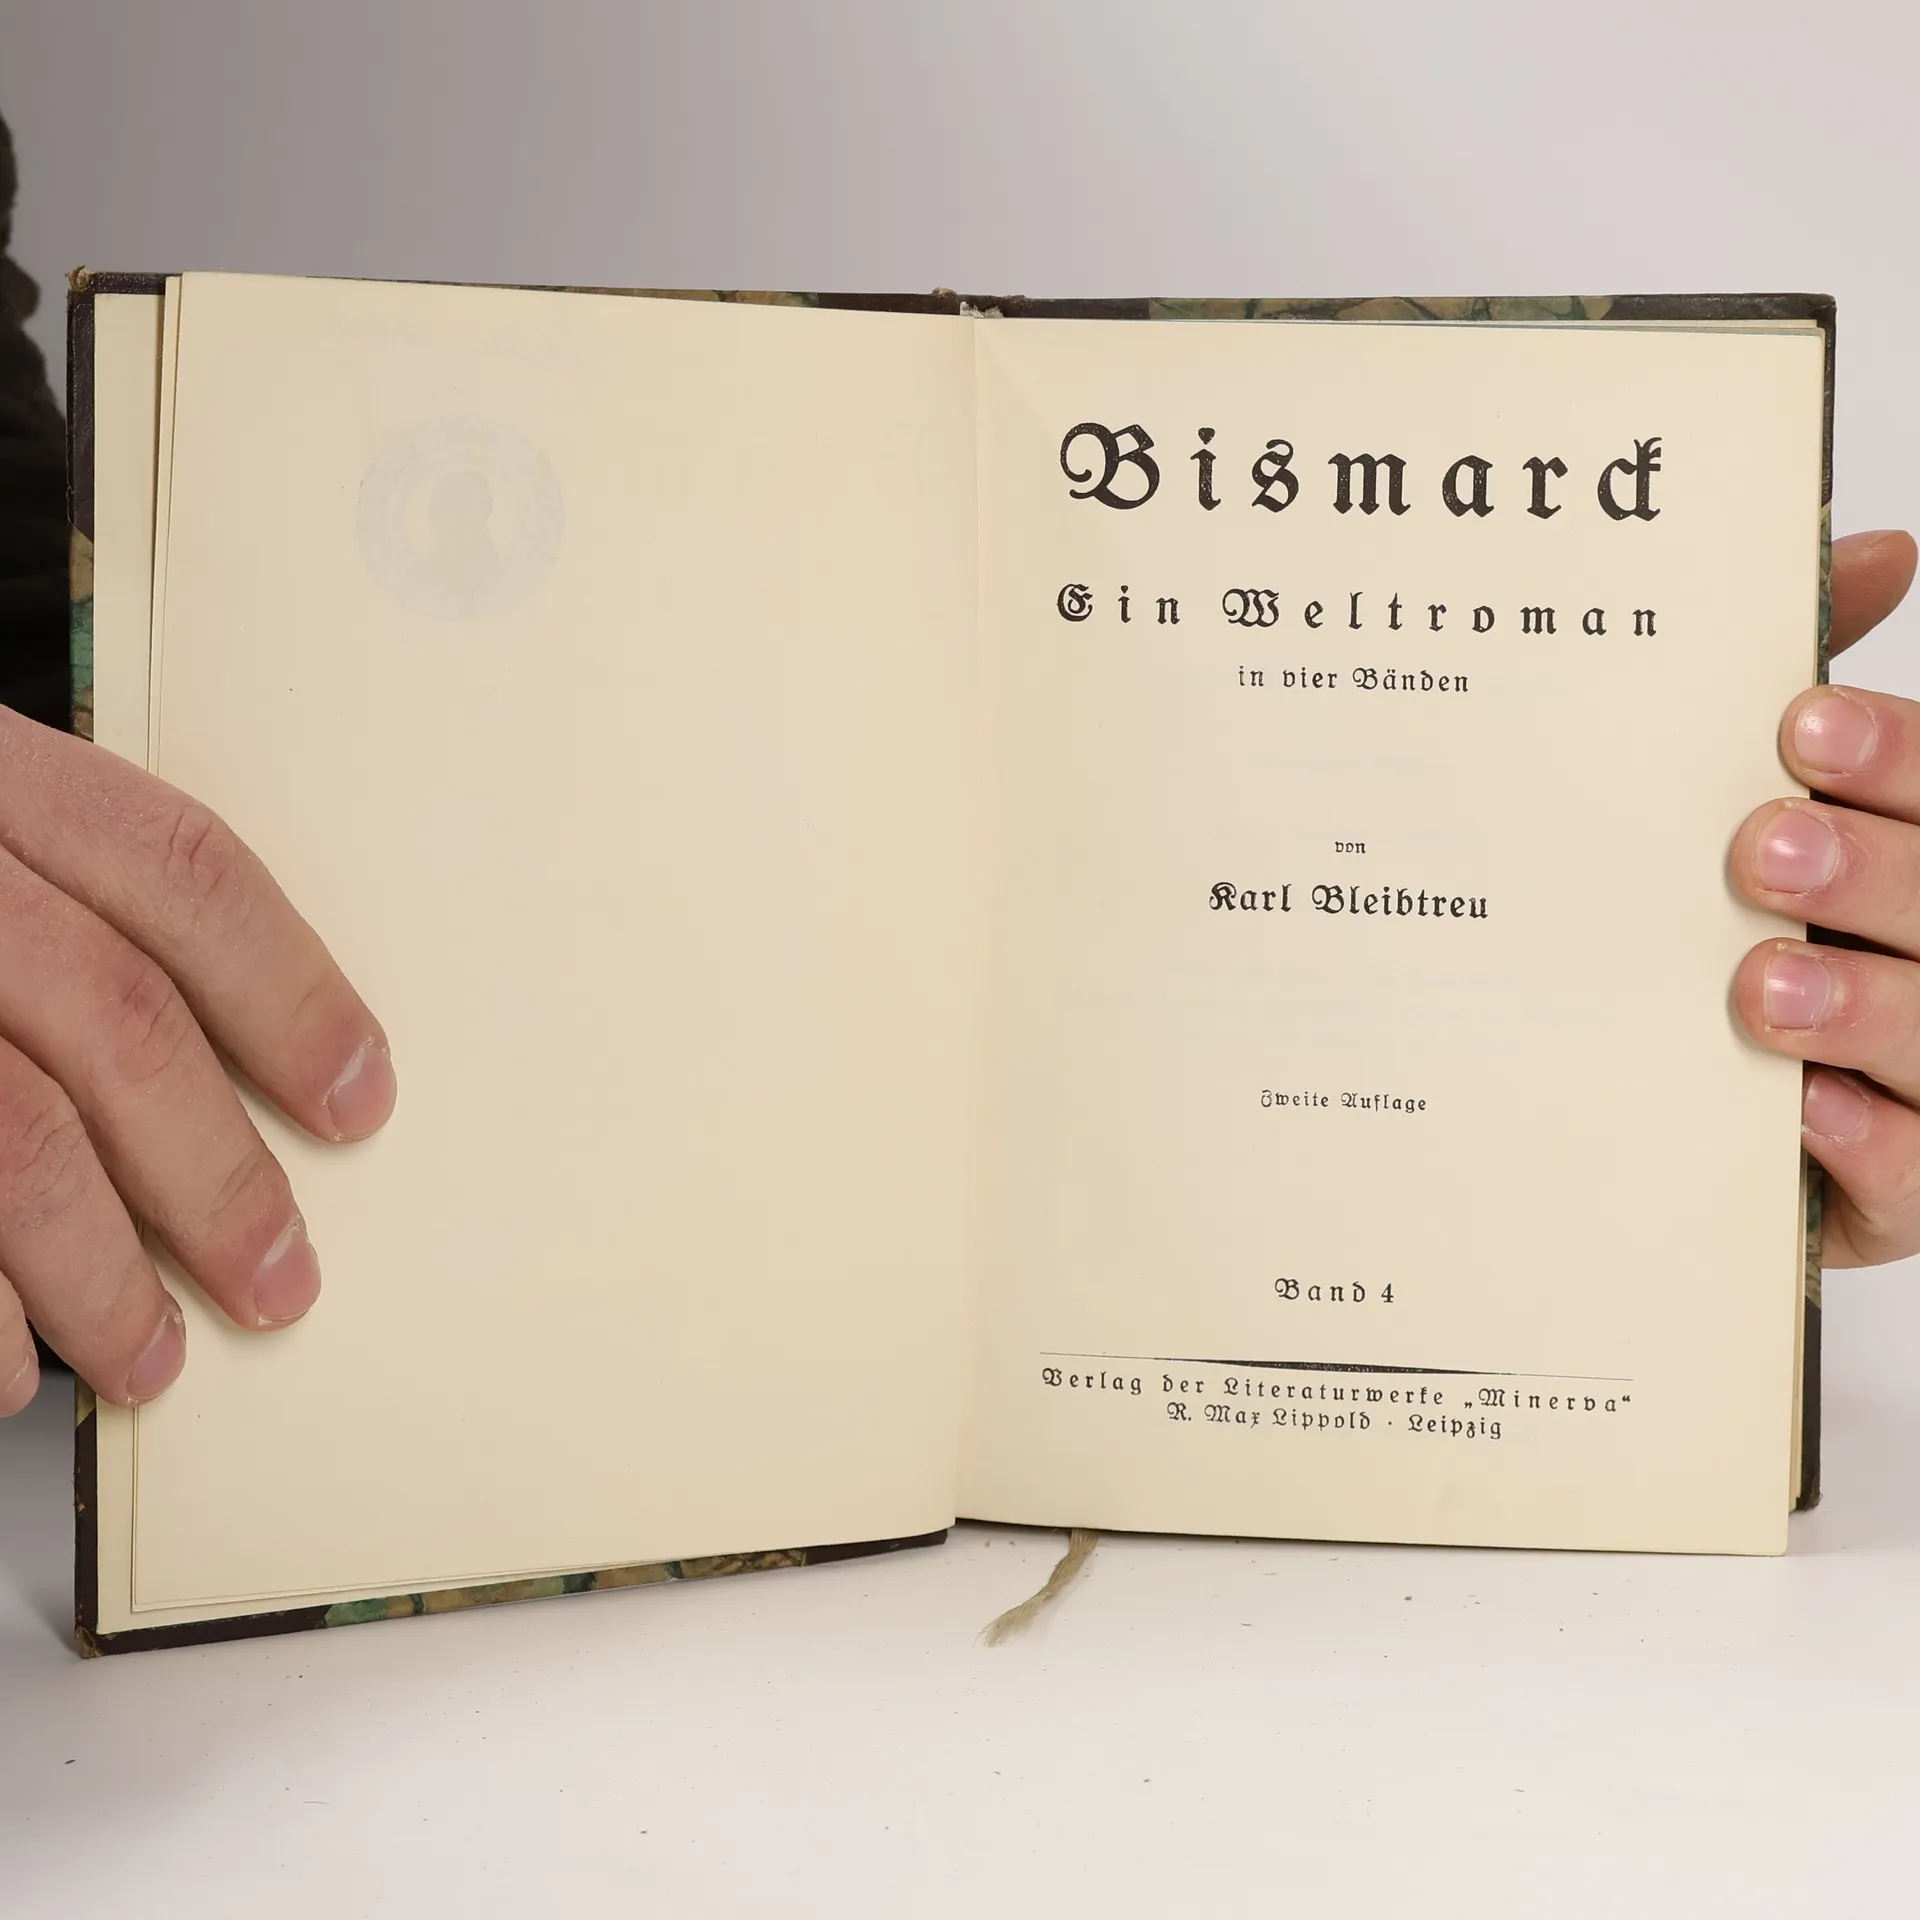 Bismarck
Ein Weltroman
in vier Bänden
von
Karl Bleibtreu
Zweite Auflage
Band 4
Verlag der Literaturwerke „Minerva“
R. Max Lippold · Leipzig